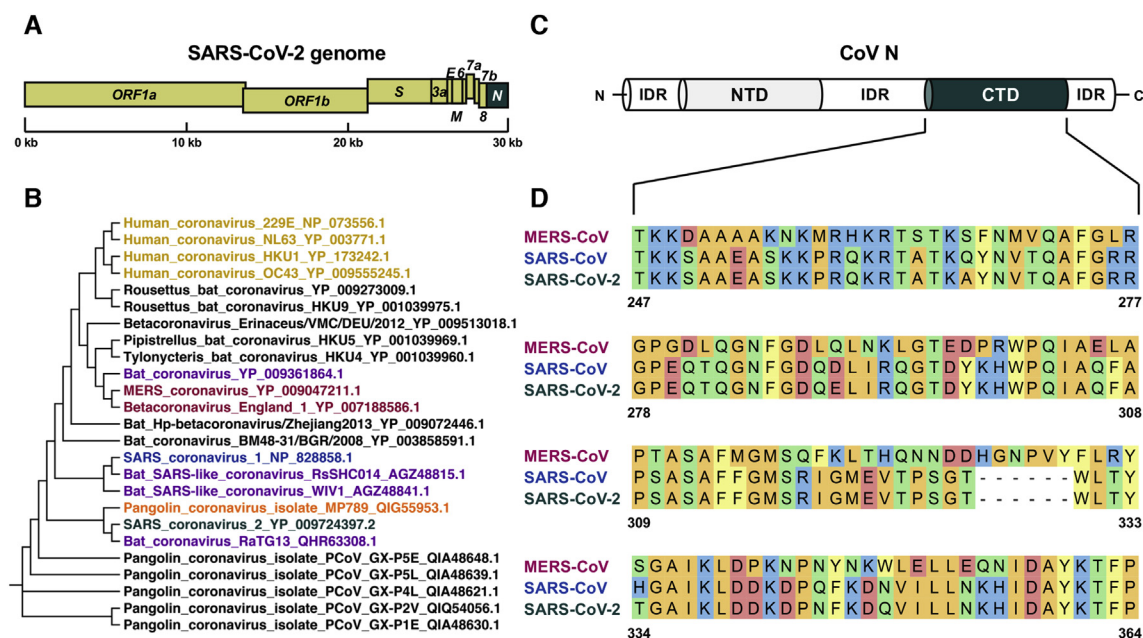 A
SARS-CoV-2 genome
ORF1a
ORF1b
S
3a
E
M
6
7a
7b
8
N
0 kb
10 kb
20 kb
30 kb
B
Human_coronavirus_229E_NP_073556.1
Human_coronavirus_NL63_YP_003771.1
Human_coronavirus_HKU1_YP_173242.1
Human_coronavirus_OC43_YP_009555245.1
Rousettus_bat_coronavirus_YP_009273009.1
Rousettus_bat_coronavirus_HKU9_YP_001039975.1
Betacoronavirus_Erinaceus/VMC/DEU/2012_YP_009513018.1
Pipistrellus_bat_coronavirus_HKU5_YP_001039969.1
Tylonycteris_bat_coronavirus_HKU4_YP_001039960.1
Bat_coronavirus_YP_009361864.1
MERS_coronavirus_YP_009047211.1
Betacoronavirus_England_1_YP_007188586.1
Bat_Hp-betacoronavirus/Zhejiang2013_YP_009072446.1
Bat_coronavirus_BM48-31/BGR/2008_YP_003858591.1
SARS_coronavirus_1_NP_828858.1
Bat_SARS-like_coronavirus_RsSHC014_AGZ48815.1
Bat_SARS-like_coronavirus_WIV1_AGZ48841.1
Pangolin_coronavirus_isolate_MP789_QIG55953.1
SARS_coronavirus_2_YP_009724397.2
Bat_coronavirus_RaTG13_QHR63308.1
Pangolin_coronavirus_isolate_PCoV_GX-P5E_QIA48648.1
Pangolin_coronavirus_isolate_PCoV_GX-P5L_QIA48639.1
Pangolin_coronavirus_isolate_PCoV_GX-P4L_QIA48621.1
Pangolin_coronavirus_isolate_PCoV_GX-P2V_QIQ54056.1
Pangolin_coronavirus_isolate_PCoV_GX-P1E_QIA48630.1
C
CoV N
N IDR NTD IDR CTD IDR C
D
MERS-CoV TKKDAAAAKNKMRHKRTSTKSFNMVQAFGLR
SARS-CoV TKKSAAEASKKPRQKRTATKQYNVTQAFGRR
SARS-CoV-2 TKKSAAEASKKPRQKRTATKAYNVTQAFGRR
247 277
MERS-CoV GPGDLQGNFGDLQLNKLGTEDPRWPQIAELA
SARS-CoV GPEQTQGNFGDQDLIRQGTDYKHWPQIAQFA
SARS-CoV-2 GPEQTQGNFGDQELIRQGTDYKHWPQIAQFA
278 308
MERS-CoV PTASAFMGMSQFKLTHQNNDDHGNPVYFLRY
SARS-CoV PSASAFFGMSRIGMEVTPSGT------WLTY
SARS-CoV-2 PSASAFFGMSRIGMEVTPSGT------WLTY
309 333
MERS-CoV SGAIKLDPKNPNYNKWLELLEQNIDAYKTFP
SARS-CoV HGAIKLDDKDPQFKDNVILLNKHIDAYKTFP
SARS-CoV-2 TGAIKLDDKDPNFKDQVILLNKHIDAYKTFP
334 364